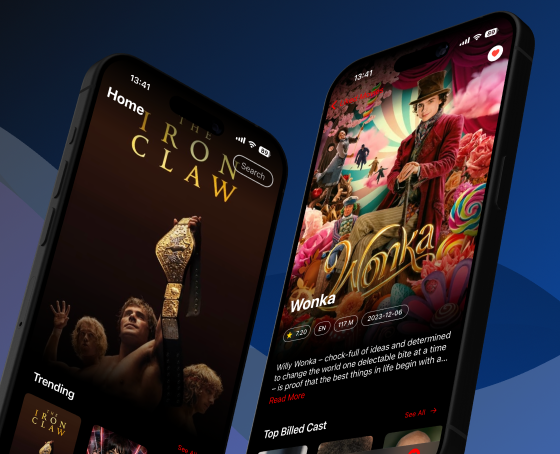 13:41
89
Home
THE
IRON
CLAW
Search
Trending
THE
IRON
CLAW
See All
13:41
89
Wonka
Wonka
7.20
EN
117 M
2023-12-06
Willy Wonka – chock-full of ideas and determined
to change the world one delectable bite at a time
– is proof that the best things in life begin with a...
Read More
Top Billed Cast
See All →